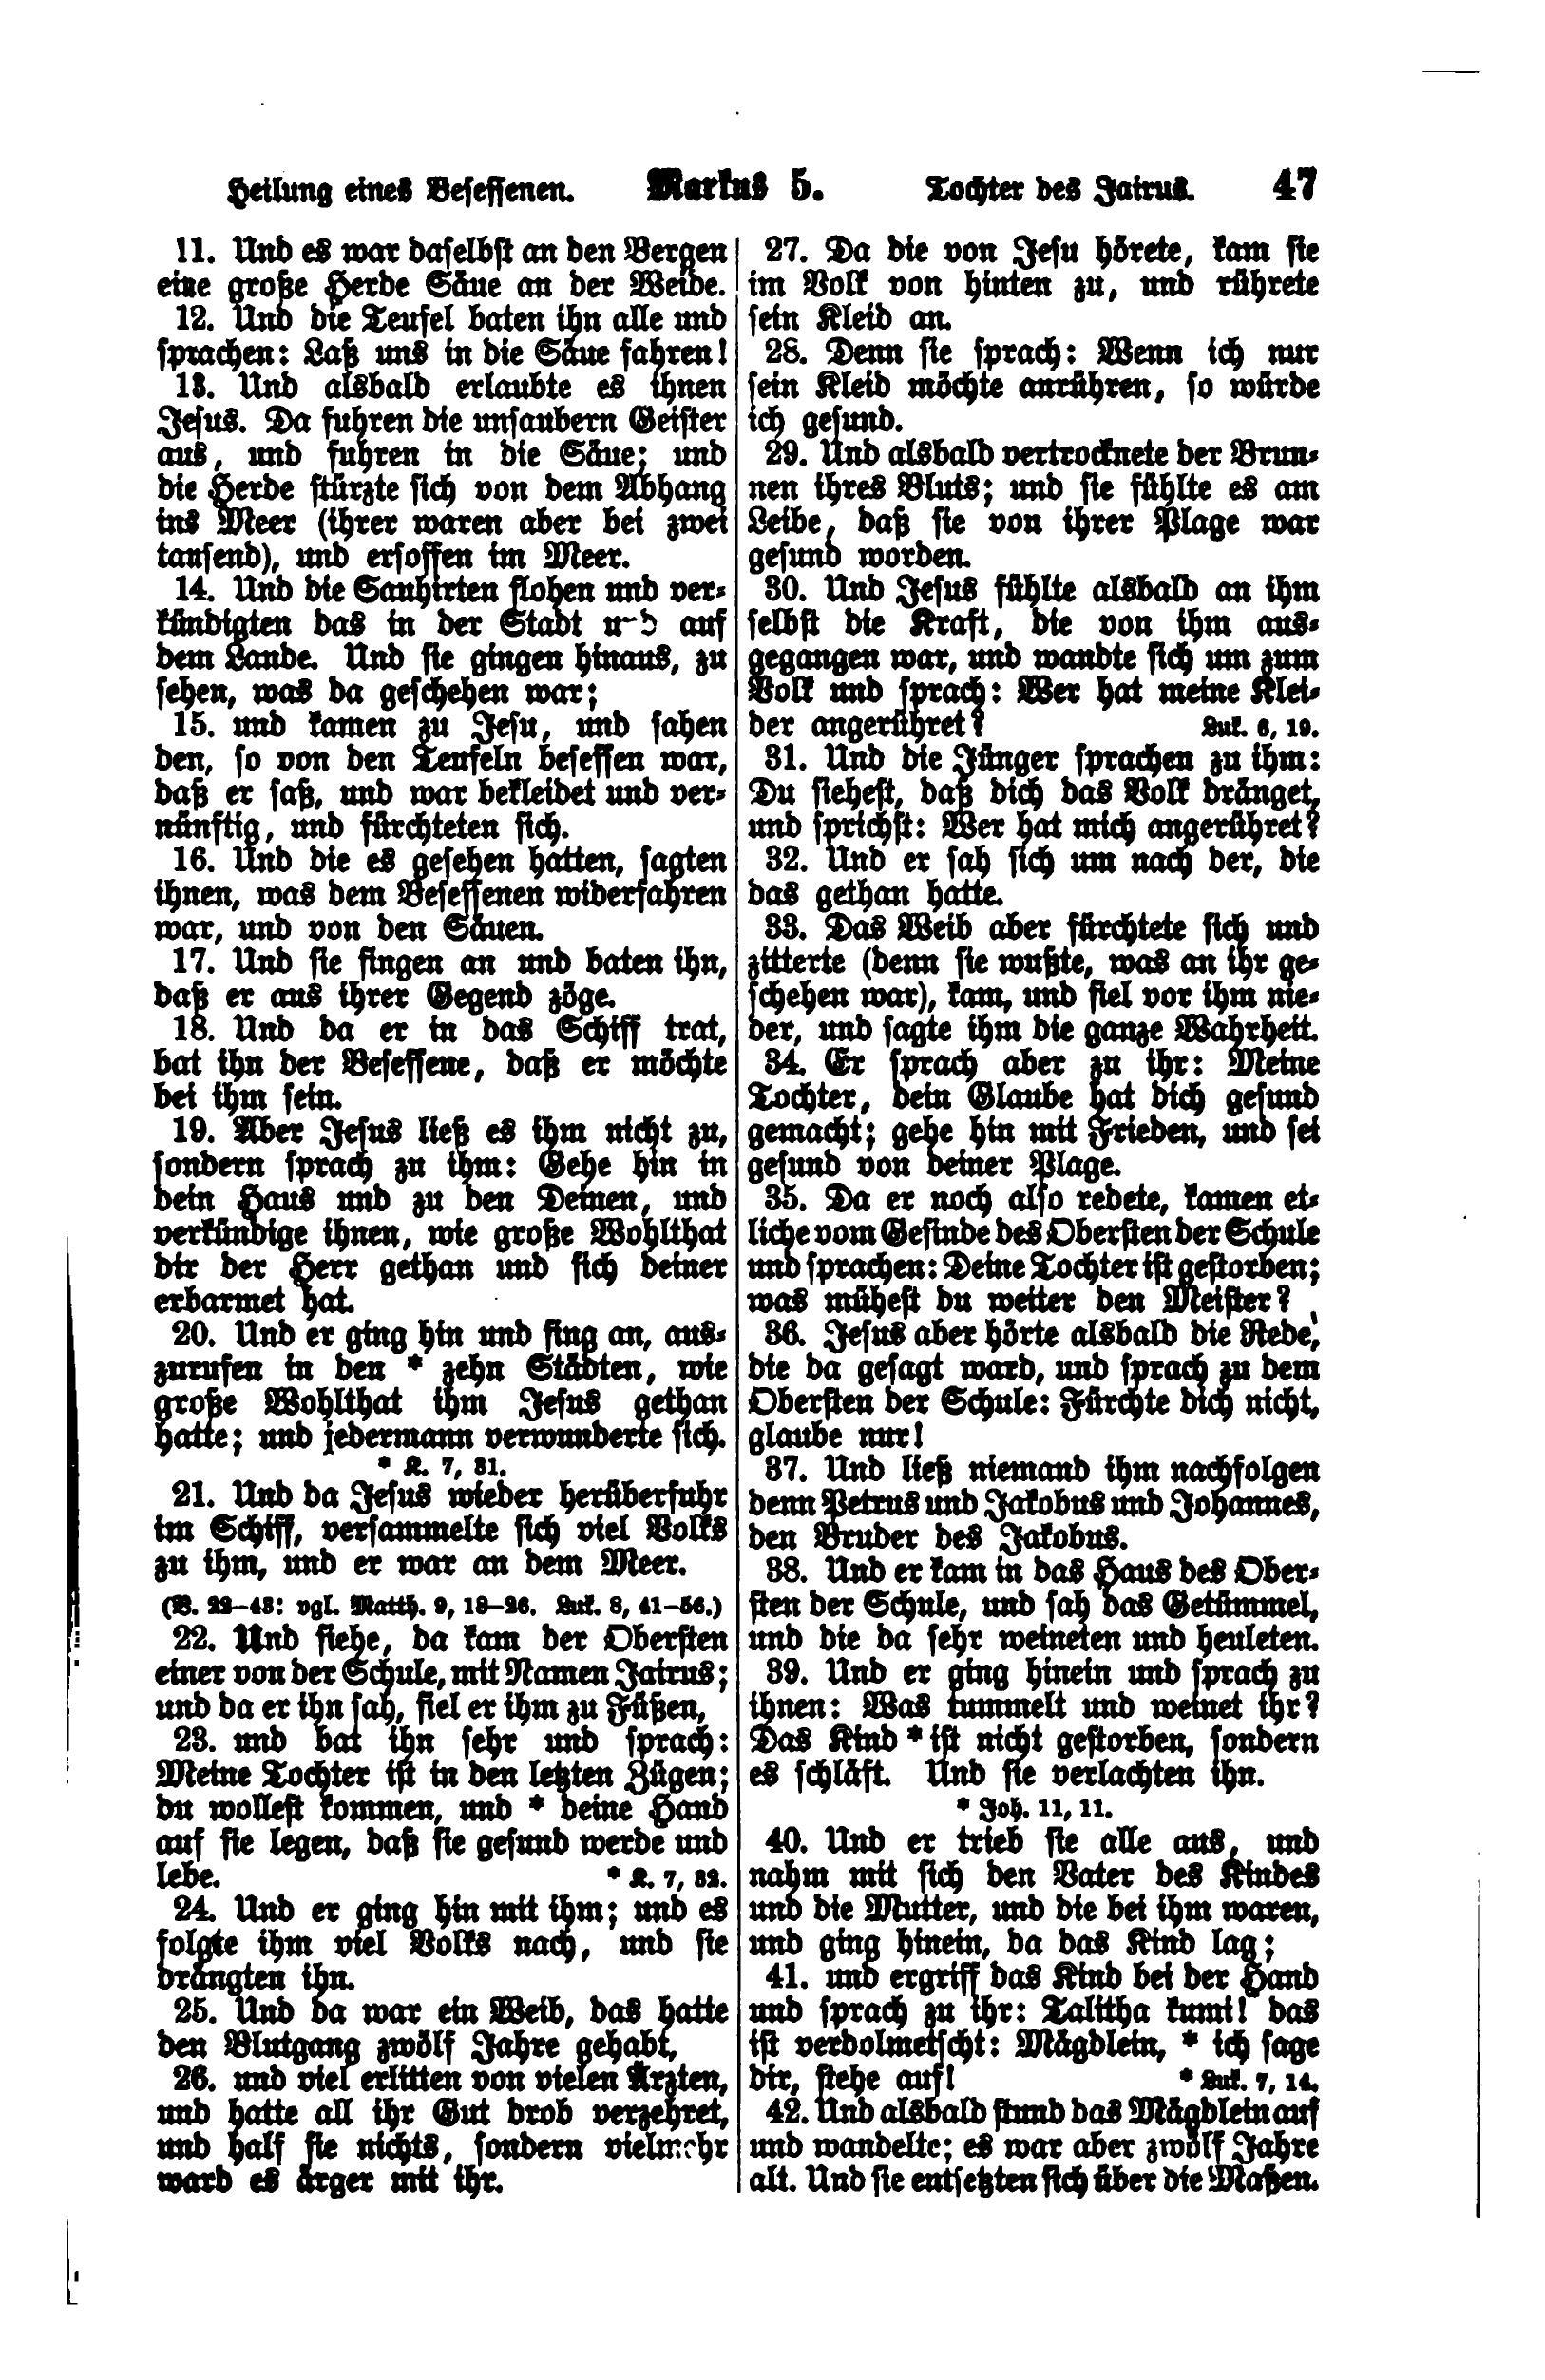 Heilung eines Besessenen. Markus 5. Tochter des Jairus. 47
11. Und es war daselbst an den Bergen
eine große Herde Säue an der Weide.
12. Und die Teufel baten ihn alle und
sprachen: Laß uns in die Säue fahren!
13. Und alsbald erlaubte es ihnen
Jesus. Da fuhren die unsaubern Geister
aus, und fuhren in die Säue; und
die Herde stürzte sich von dem Abhang
ins Meer (ihrer waren aber bei zwei
tausend), und ersoffen im Meer.
14. Und die Sauhirten flohen und ver-
kündigten das in der Stadt und auf
dem Lande. Und sie gingen hinaus, zu
sehen, was da geschehen war;
15. und kamen zu Jesu, und sahen
den, so von den Teufeln besessen war,
daß er saß, und war bekleidet und ver-
nünftig, und fürchteten sich.
16. Und die es gesehen hatten, sagten
ihnen, was dem Besessenen widerfahren
war, und von den Säuen.
17. Und sie fingen an und baten ihn,
daß er aus ihrer Gegend zöge.
18. Und da er in das Schiff trat,
bat ihn der Besessene, daß er möchte
bei ihm sein.
19. Aber Jesus ließ es ihm nicht zu,
sondern sprach zu ihm: Gehe hin in
dein Haus und zu den Deinen, und
verkündige ihnen, wie große Wohlthat
dir der Herr gethan und sich deiner
erbarmet hat.
20. Und er ging hin und fing an, aus-
zurufen in den * zehn Städten, wie
große Wohlthat ihm Jesus gethan
hatte; und jedermann verwunderte sich.
* K. 7, 31.
21. Und da Jesus wieder herüberfuhr
im Schiff, versammelte sich viel Volks
zu ihm, und er war an dem Meer.
(V. 22–43: vgl. Matth. 9, 18–26. Luk. 8, 41–56.)
22. Und siehe, da kam der Obersten
einer von der Schule, mit Namen Jairus;
und da er ihn sah, fiel er ihm zu Füßen,
23. und bat ihn sehr und sprach:
Meine Tochter ist in den letzten Zügen;
du wollest kommen, und * deine Hand
auf sie legen, daß sie gesund werde und
lebe. * K. 7, 32.
24. Und er ging hin mit ihm; und es
folgte ihm viel Volks nach, und sie
drängten ihn.
25. Und da war ein Weib, das hatte
den Blutgang zwölf Jahre gehabt,
26. und viel erlitten von vielen Ärzten,
und hatte all ihr Gut drob verzehret,
und half sie nichts, sondern vielmehr
ward es ärger mit ihr.
27. Da die von Jesu hörete, kam sie
im Volk von hinten zu, und rührete
sein Kleid an.
28. Denn sie sprach: Wenn ich nur
sein Kleid möchte anrühren, so würde
ich gesund.
29. Und alsbald vertrocknete der Brun-
nen ihres Bluts; und sie fühlte es am
Leibe, daß sie von ihrer Plage war
gesund worden.
30. Und Jesus fühlte alsbald an ihm
selbst die Kraft, die von ihm aus-
gegangen war, und wandte sich um zum
Volk und sprach: Wer hat meine Klei-
der angerühret? Luk. 6, 19.
31. Und die Jünger sprachen zu ihm:
Du siehest, daß dich das Volk dränget,
und sprichst: Wer hat mich angerühret?
32. Und er sah sich um nach der, die
das gethan hatte.
33. Das Weib aber fürchtete sich und
zitterte (denn sie wußte, was an ihr ge-
schehen war), kam, und fiel vor ihm nie-
der, und sagte ihm die ganze Wahrheit.
34. Er sprach aber zu ihr: Meine
Tochter, dein Glaube hat dich gesund
gemacht; gehe hin mit Frieden, und sei
gesund von deiner Plage.
35. Da er noch also redete, kamen et-
liche vom Gesinde des Obersten der Schule
und sprachen: Deine Tochter ist gestorben;
was mühest du weiter den Meister?
36. Jesus aber hörte alsbald die Rede,
die da gesagt ward, und sprach zu dem
Obersten der Schule: Fürchte dich nicht,
glaube nur!
37. Und ließ niemand ihm nachfolgen
denn Petrus und Jakobus und Johannes,
den Bruder des Jakobus.
38. Und er kam in das Haus des Ober-
sten der Schule, und sah das Getümmel,
und die da sehr weineten und heuleten.
39. Und er ging hinein und sprach zu
ihnen: Was tummelt und weinet ihr?
Das Kind * ist nicht gestorben, sondern
es schläft. Und sie verlachten ihn.
* Joh. 11, 11.
40. Und er trieb sie alle aus, und
nahm mit sich den Vater des Kindes
und die Mutter, und die bei ihm waren,
und ging hinein, da das Kind lag;
41. und ergriff das Kind bei der Hand
und sprach zu ihr: Talitha kumi! das
ist verdolmetscht: Mägdlein, * ich sage
dir, stehe auf! * Luk. 7, 14.
42. Und alsbald stund das Mägdlein auf
und wandelte; es war aber zwölf Jahre
alt. Und sie entsetzten sich über die Maßen.